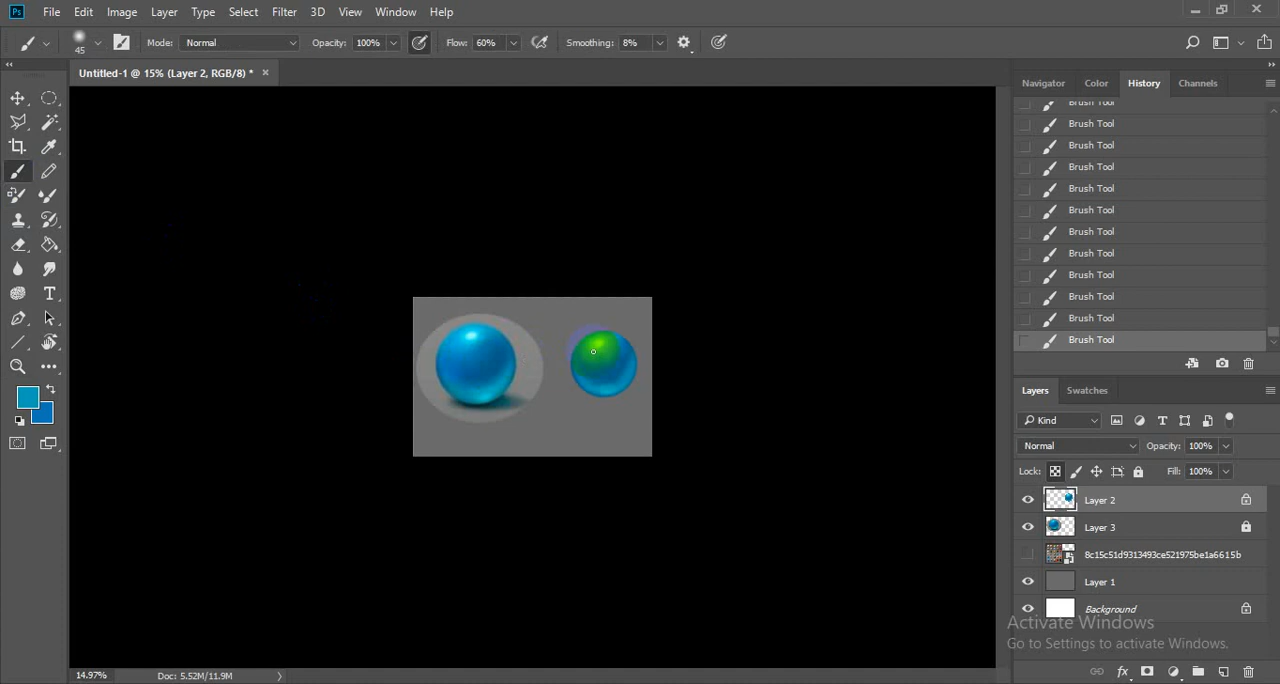 Ps File Edit Image Layer Type Select Filter 3D View Window Help
45 Mode: Normal Opacity: 100% Flow: 60% Smoothing: 8%
Untitled-1 @ 15% (Layer 2, RGB/8) *
Navigator Color History Channels
Brush Tool
Brush Tool
Brush Tool
Brush Tool
Brush Tool
Brush Tool
Brush Tool
Brush Tool
Brush Tool
Brush Tool
Brush Tool
Brush Tool
Layers Swatches
Kind
Normal Opacity: 100%
Lock: Fill: 100%
Layer 2
Layer 3
8c15c51d9313493ce521975be1a6615b
Layer 1
Background
Activate Windows
Go to Settings to activate Windows.
14.97% Doc: 5.52M/11.9M